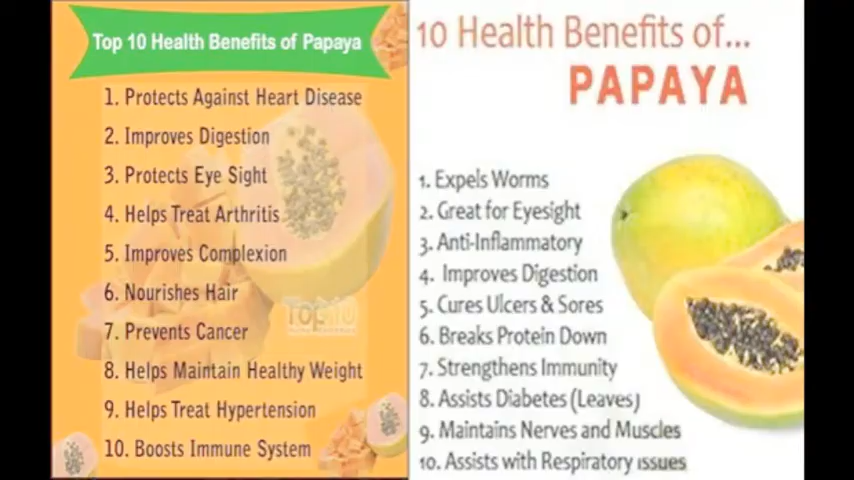 Top 10 Health Benefits of Papaya
1. Protects Against Heart Disease
2. Improves Digestion
3. Protects Eye Sight
4. Helps Treat Arthritis
5. Improves Complexion
6. Nourishes Hair
7. Prevents Cancer
8. Helps Maintain Healthy Weight
9. Helps Treat Hypertension
10. Boosts Immune System
Top10
10 Health Benefits of...
PAPAYA
1. Expels Worms
2. Great for Eyesight
3. Anti-Inflammatory
4. Improves Digestion
5. Cures Ulcers & Sores
6. Breaks Protein Down
7. Strengthens Immunity
8. Assists Diabetes (Leaves)
9. Maintains Nerves and Muscles
10. Assists with Respiratory issues